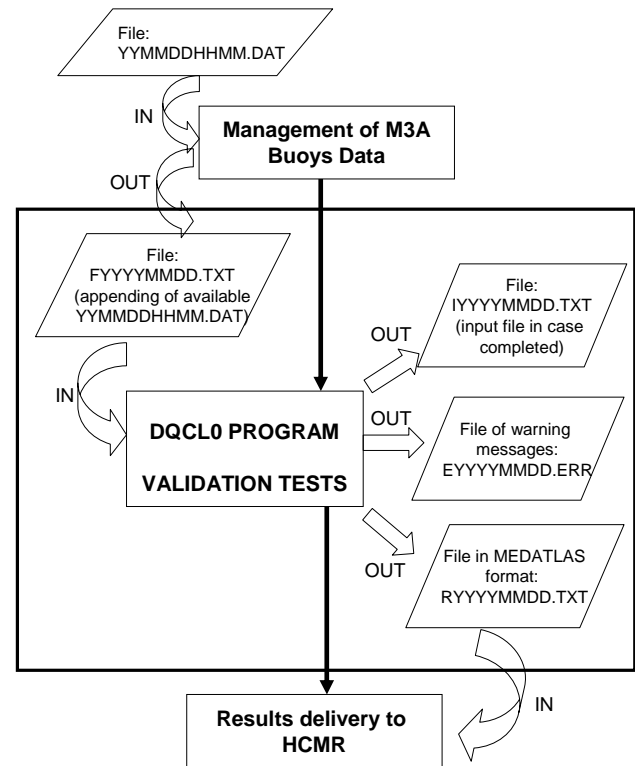 File:
YYMMDDHHMM.DAT
IN
Management of M3A
Buoys Data
OUT
File:
FYYYYMMDD.TXT
(appending of available
YYMMDDHHMM.DAT)
File:
IYYYYMMDD.TXT
(input file in case
completed)
OUT
IN
DQCL0 PROGRAM
VALIDATION TESTS
OUT
File of warning
messages:
EYYYYMMDD.ERR
OUT
File in MEDATLAS
format:
RYYYYMMDD.TXT
IN
Results delivery to
HCMR